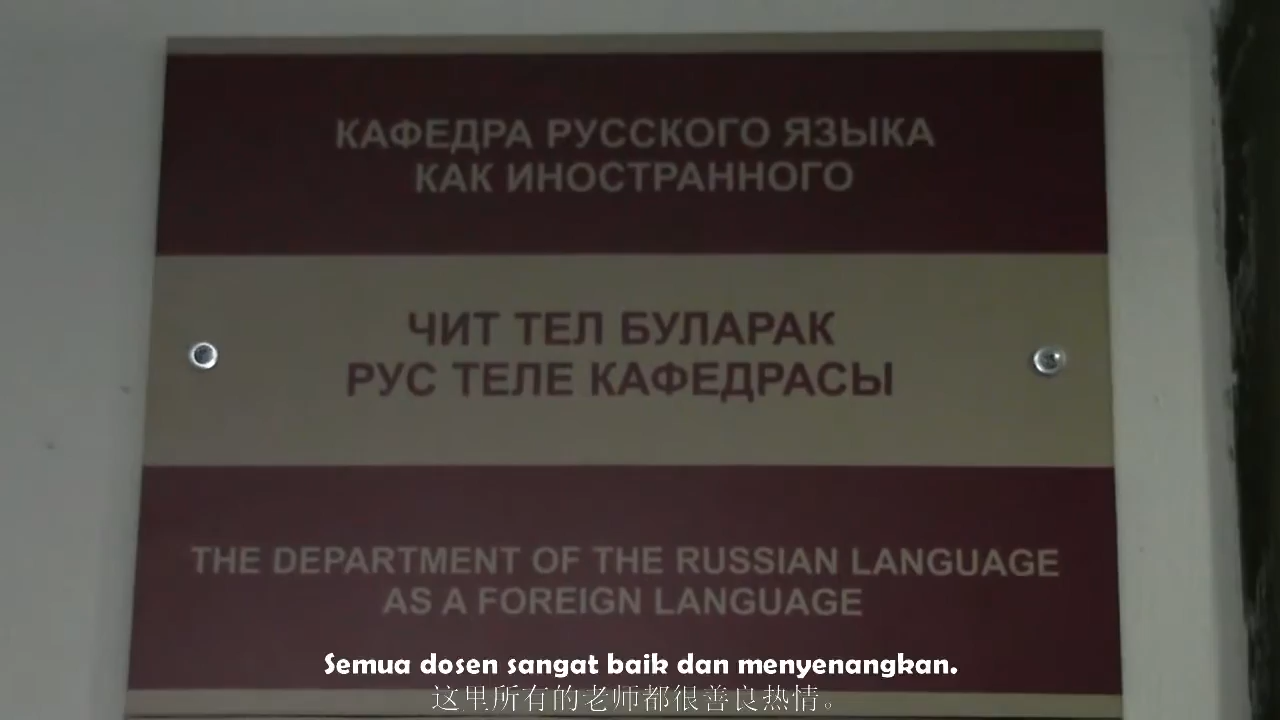 КАФЕДРА РУССКОГО ЯЗЫКА
КАК ИНОСТРАННОГО
ЧИТ ТЕЛ БУЛАРАК
РУС ТЕЛЕ КАФЕДРАСЫ
THE DEPARTMENT OF THE RUSSIAN LANGUAGE
AS A FOREIGN LANGUAGE
Semua dosen sangat baik dan menyenangkan.
这里所有的老师都很善良热情。